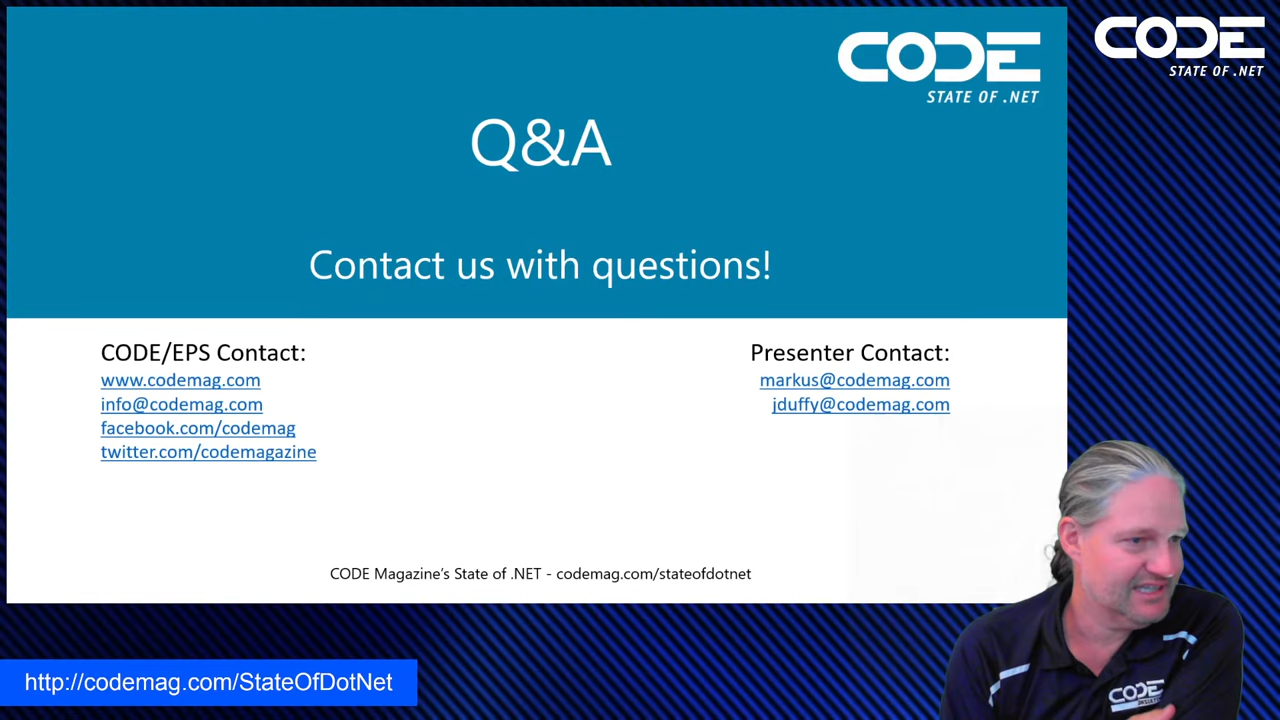 CODE
STATE OF .NET
CODE
STATE OF .NET
Q&A
Contact us with questions!
CODE/EPS Contact:
www.codemag.com
info@codemag.com
facebook.com/codemag
twitter.com/codemagazine
Presenter Contact:
markus@codemag.com
jduffy@codemag.com
CODE Magazine's State of .NET - codemag.com/stateofdotnet
http://codemag.com/StateOfDotNet
CODE